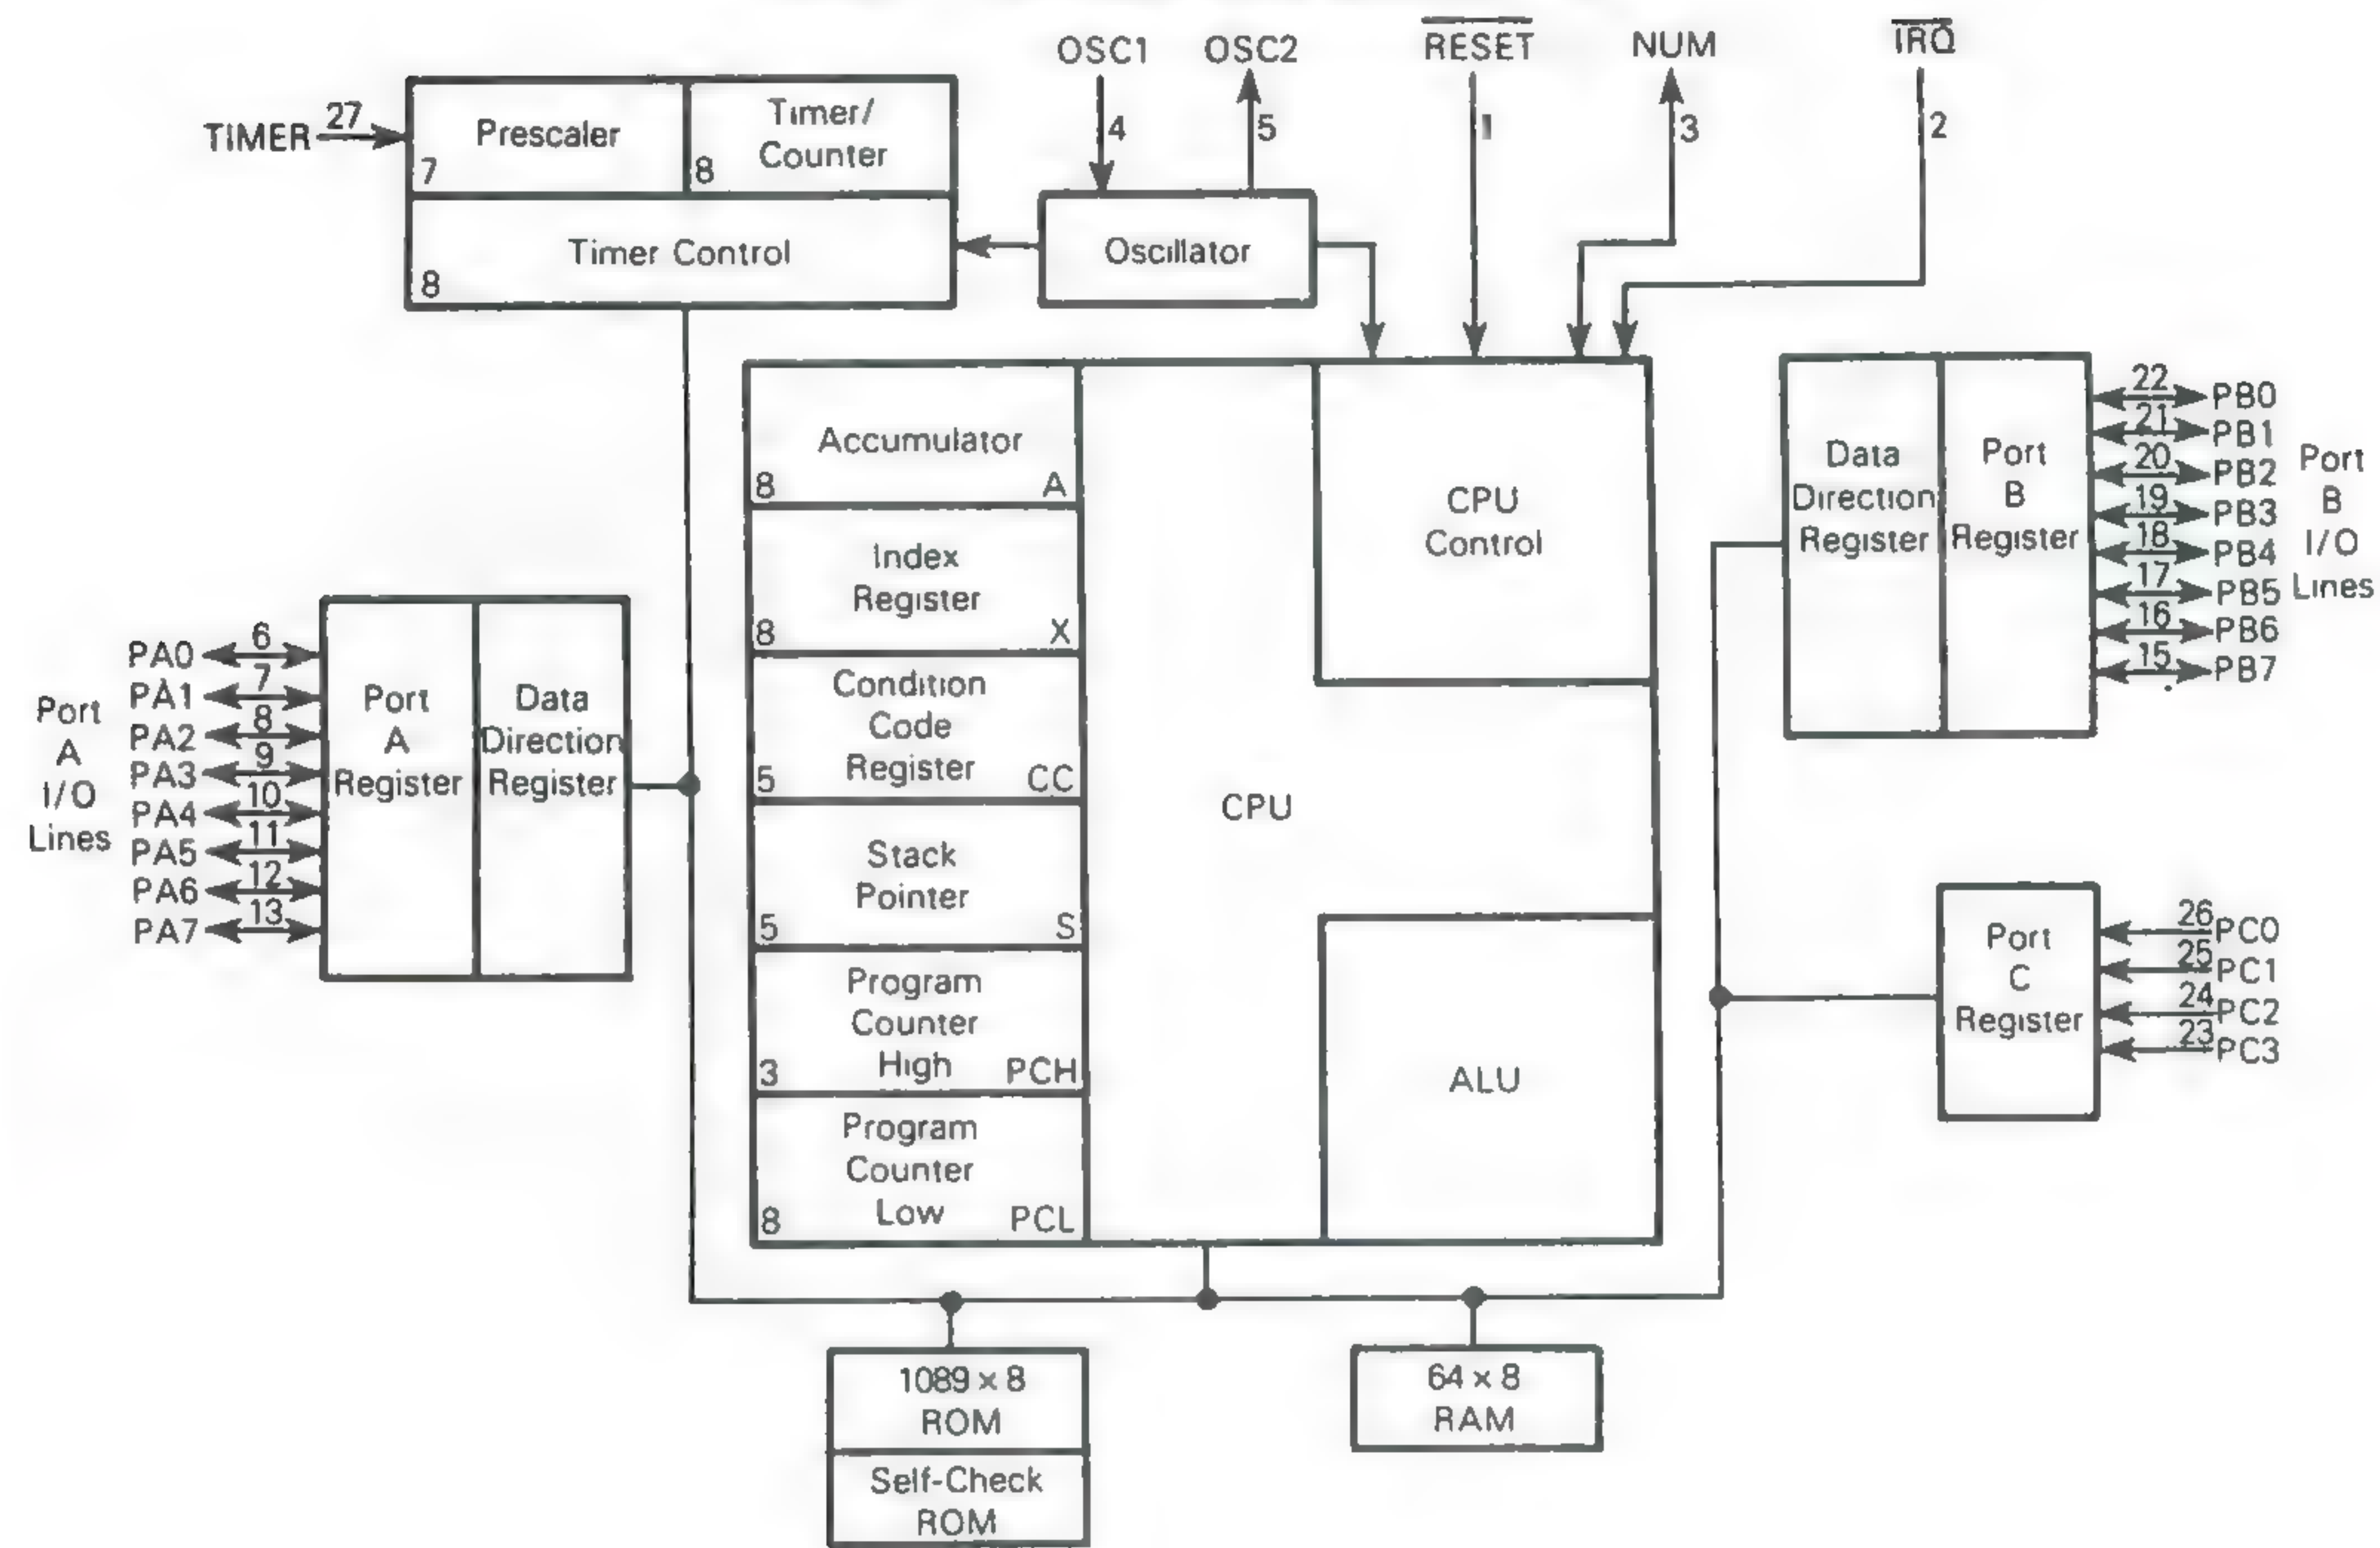 OSC1
OSC2
RESET
NUM
IRQ
TIMER
27
Prescaler
7
Timer/
Counter
8
Timer Control
8
4
5
1
3
2
Oscillator
Accumulator
8
A
Index
Register
8
X
Condition
Code
Register
5
CC
Stack
Pointer
5
S
Program
Counter
High
3
PCH
Program
Counter
Low
8
PCL
CPU
CPU
Control
ALU
Port
A
I/O
Lines
PA0
6
PA1
7
PA2
8
PA3
9
PA4
10
PA5
11
PA6
12
PA7
13
Port
A
Register
Data
Direction
Register
Data
Direction
Register
Port
B
Register
22
PB0
21
PB1
20
PB2
19
PB3
18
PB4
17
PB5
16
PB6
15
PB7
Port
B
I/O
Lines
Port
C
Register
26
PC0
25
PC1
24
PC2
23
PC3
1089 x 8
ROM
Self-Check
ROM
64 x 8
RAM